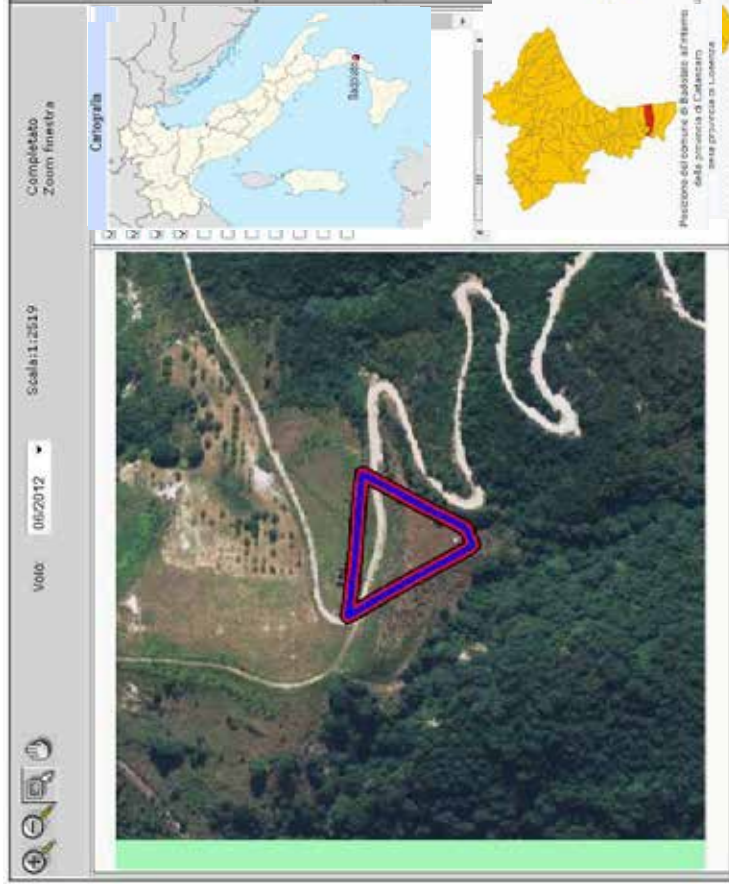 Volo: 06/2012 Scala:1:2519 Completato
Zoom finestra
Cartografia
Badolato
Posizione del comune di Badolato all'interno
della provincia di Catanzaro